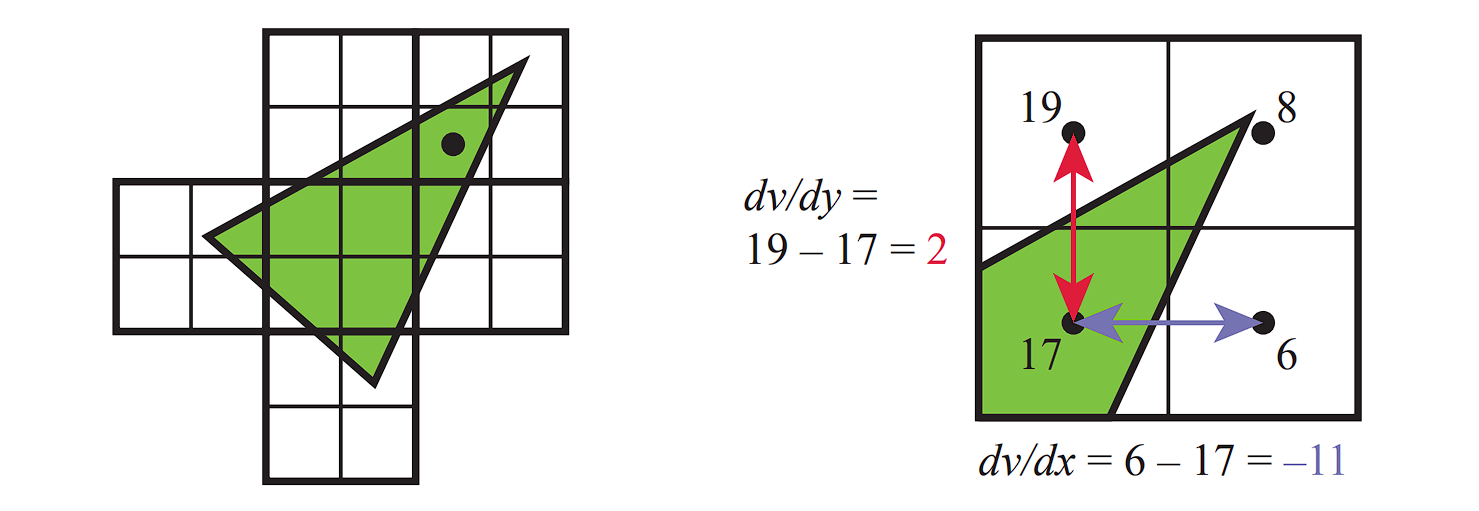 19
8
dv/dy =
19 – 17 = 2
17
6
dv/dx = 6 – 17 = –11